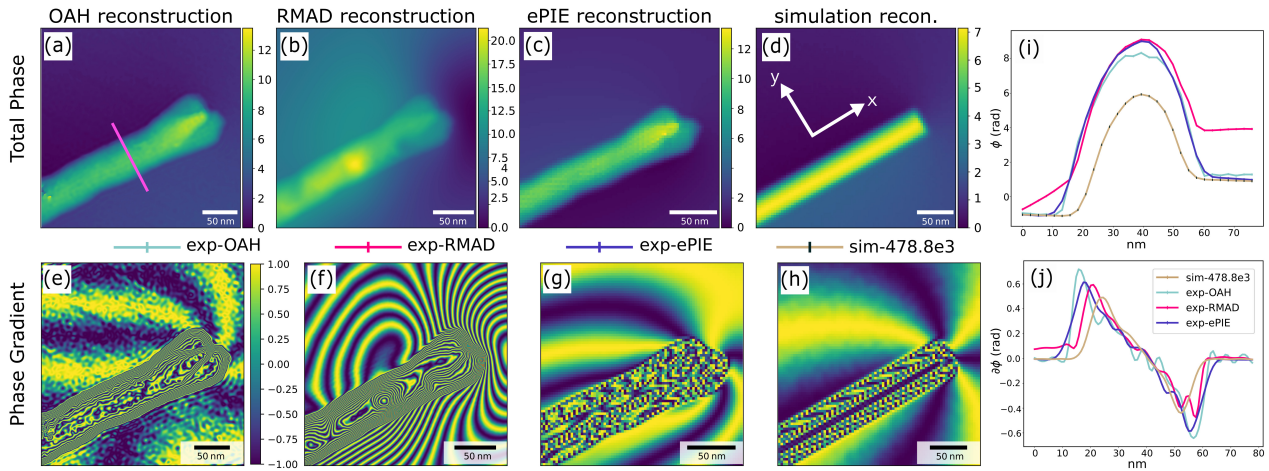 OAH reconstruction
RMAD reconstruction
ePIE reconstruction
simulation recon.
Total Phase
(a)
50 nm
12
10
8
6
4
2
0
(b)
50 nm
20.0
17.5
15.0
12.5
10.0
7.5
5.0
2.5
0.0
(c)
50 nm
12
10
8
6
4
2
0
(d)
y
x
50 nm
7
6
5
4
3
2
1
0
(i)
ϕ (rad)
8
6
4
2
0
0 10 20 30 40 50 60 70
nm
exp-OAH
exp-RMAD
exp-ePIE
sim-478.8e3
Phase Gradient
(e)
50 nm
1.00
0.75
0.50
0.25
0.00
−0.25
−0.50
−0.75
−1.00
(f)
50 nm
(g)
50 nm
(h)
50 nm
(j)
sim-478.8e3
exp-OAH
exp-RMAD
exp-ePIE
∂ϕ (rad)
0.6
0.4
0.2
0.0
−0.2
−0.4
−0.6
0 10 20 30 40 50 60 70 80
nm